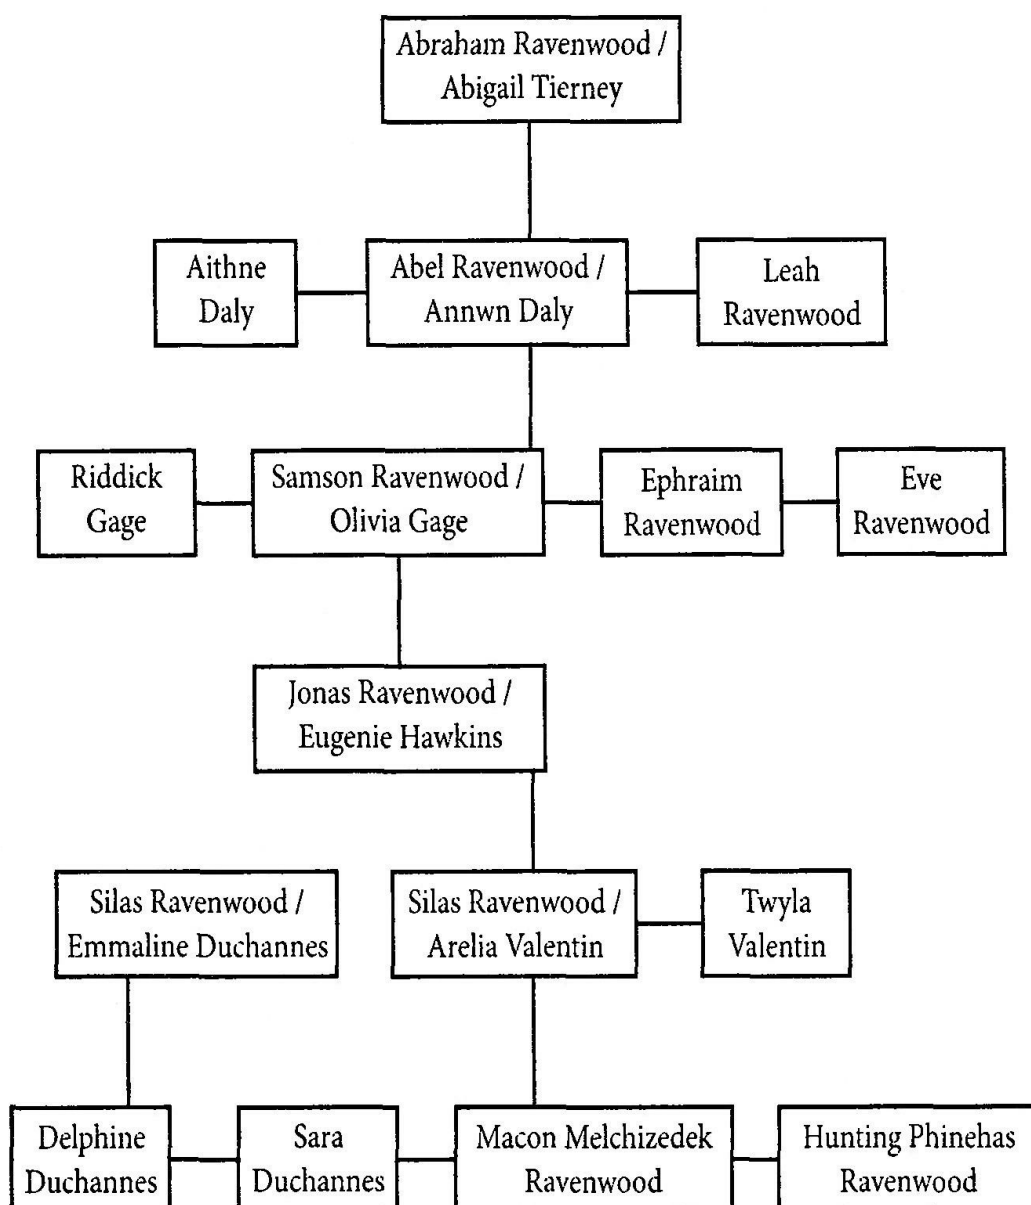 Abraham Ravenwood /
Abigail Tierney
Aithne
Daly
Abel Ravenwood /
Annwn Daly
Leah
Ravenwood
Riddick
Gage
Samson Ravenwood /
Olivia Gage
Ephraim
Ravenwood
Eve
Ravenwood
Jonas Ravenwood /
Eugenie Hawkins
Silas Ravenwood /
Emmaline Duchannes
Silas Ravenwood /
Arelia Valentin
Twyla
Valentin
Delphine
Duchannes
Sara
Duchannes
Macon Melchizedek
Ravenwood
Hunting Phinehas
Ravenwood